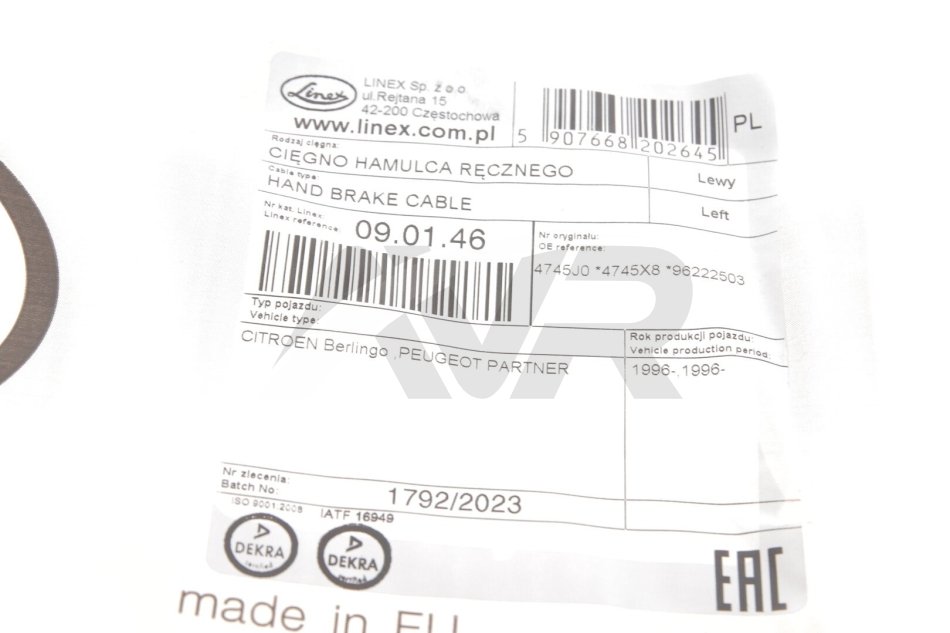 Linex
LINEX Sp. z o.o.
ul.Rejtana 15
42-200 Częstochowa
www.linex.com.pl
5 907668 202645
PL
Rodzaj cięgna:
CIĘGNO HAMULCA RĘCZNEGO
Lewy
Cable type:
HAND BRAKE CABLE
Left
Nr kat. Linex:
Linex reference:
09.01.46
Nr oryginału:
OE reference:
4745J0 *4745X8 *96222503
Typ pojazdu:
Vehicle type:
CITROEN Berlingo ,PEUGEOT PARTNER
Rok produkcji pojazdu:
Vehicle production period:
1996-,1996-
Nr zlecenia:
Batch No:
1792/2023
ISO 9001:2008
IATF 16949
DEKRA
DEKRA
EAC
made in EU